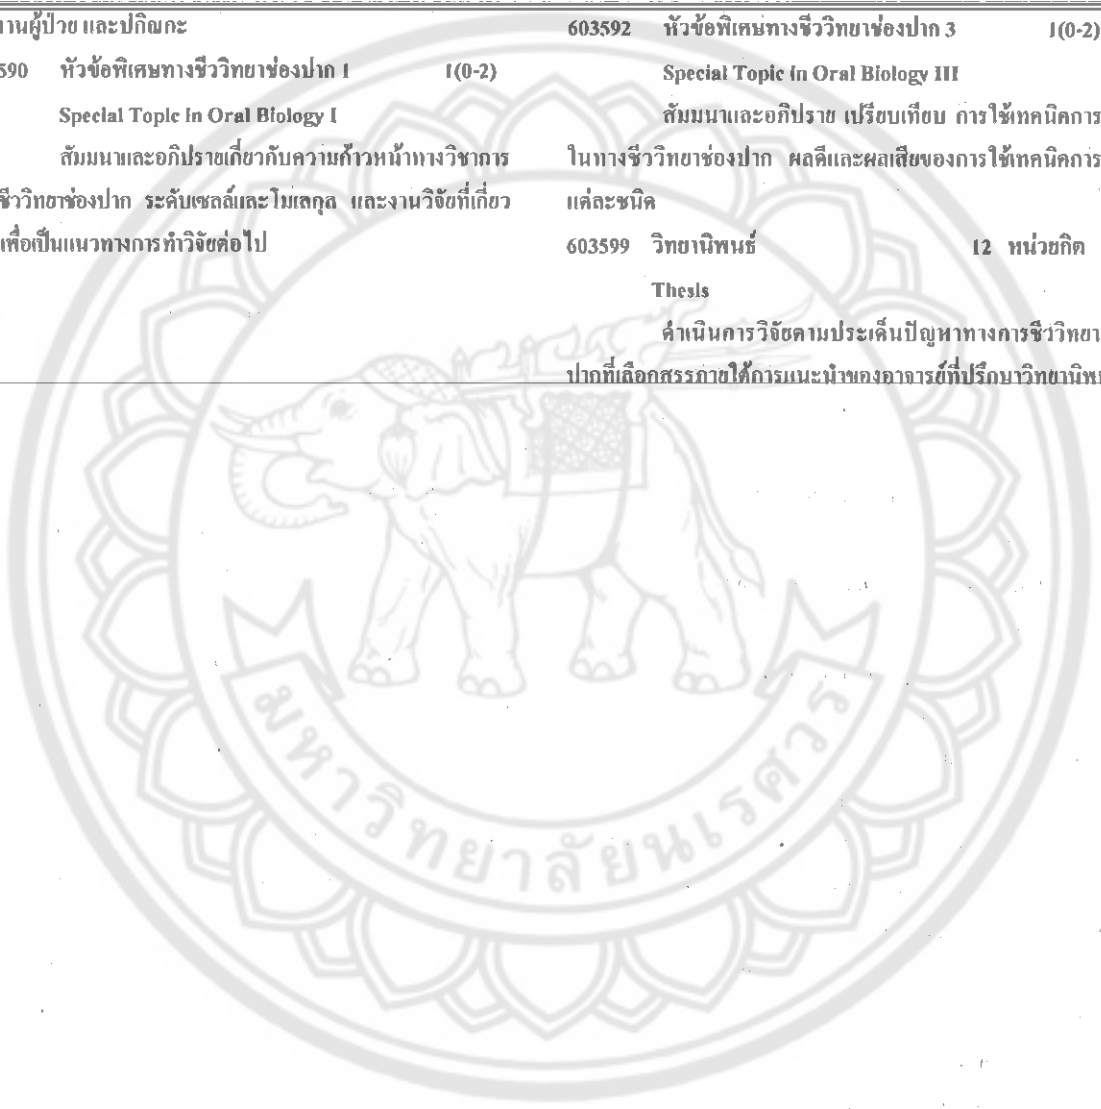 านผู้ป่วย และปกิณกะ
590 หัวข้อพิเศษทางชีววิทยาช่องปาก 1 1(0-2)
Special Topic in Oral Biology I
สัมมนาและอภิปรายเกี่ยวกับความก้าวหน้าทางวิชาการ
ชีววิทยาช่องปาก ระดับเซลล์และโมเลกุล และงานวิจัยที่เกี่ยว
เพื่อเป็นแนวทางการทำวิจัยต่อไป
603592 หัวข้อพิเศษทางชีววิทยาช่องปาก 3 1(0-2)
Special Topic in Oral Biology III
สัมมนาและอภิปราย เปรียบเทียบ การใช้เทคนิคการ
ในทางชีววิทยาช่องปาก ผลดีและผลเสียของการใช้เทคนิคการ
แต่ละชนิด
603599 วิทยานิพนธ์ 12 หน่วยกิต
Thesis
ดำเนินการวิจัยตามประเด็นปัญหาทางการชีววิทยา
ปากที่เลือกสรรภายใต้การแนะนำของอาจารย์ที่ปรึกษาวิทยานิพ
มหาวิทยาลัยนเรศวร